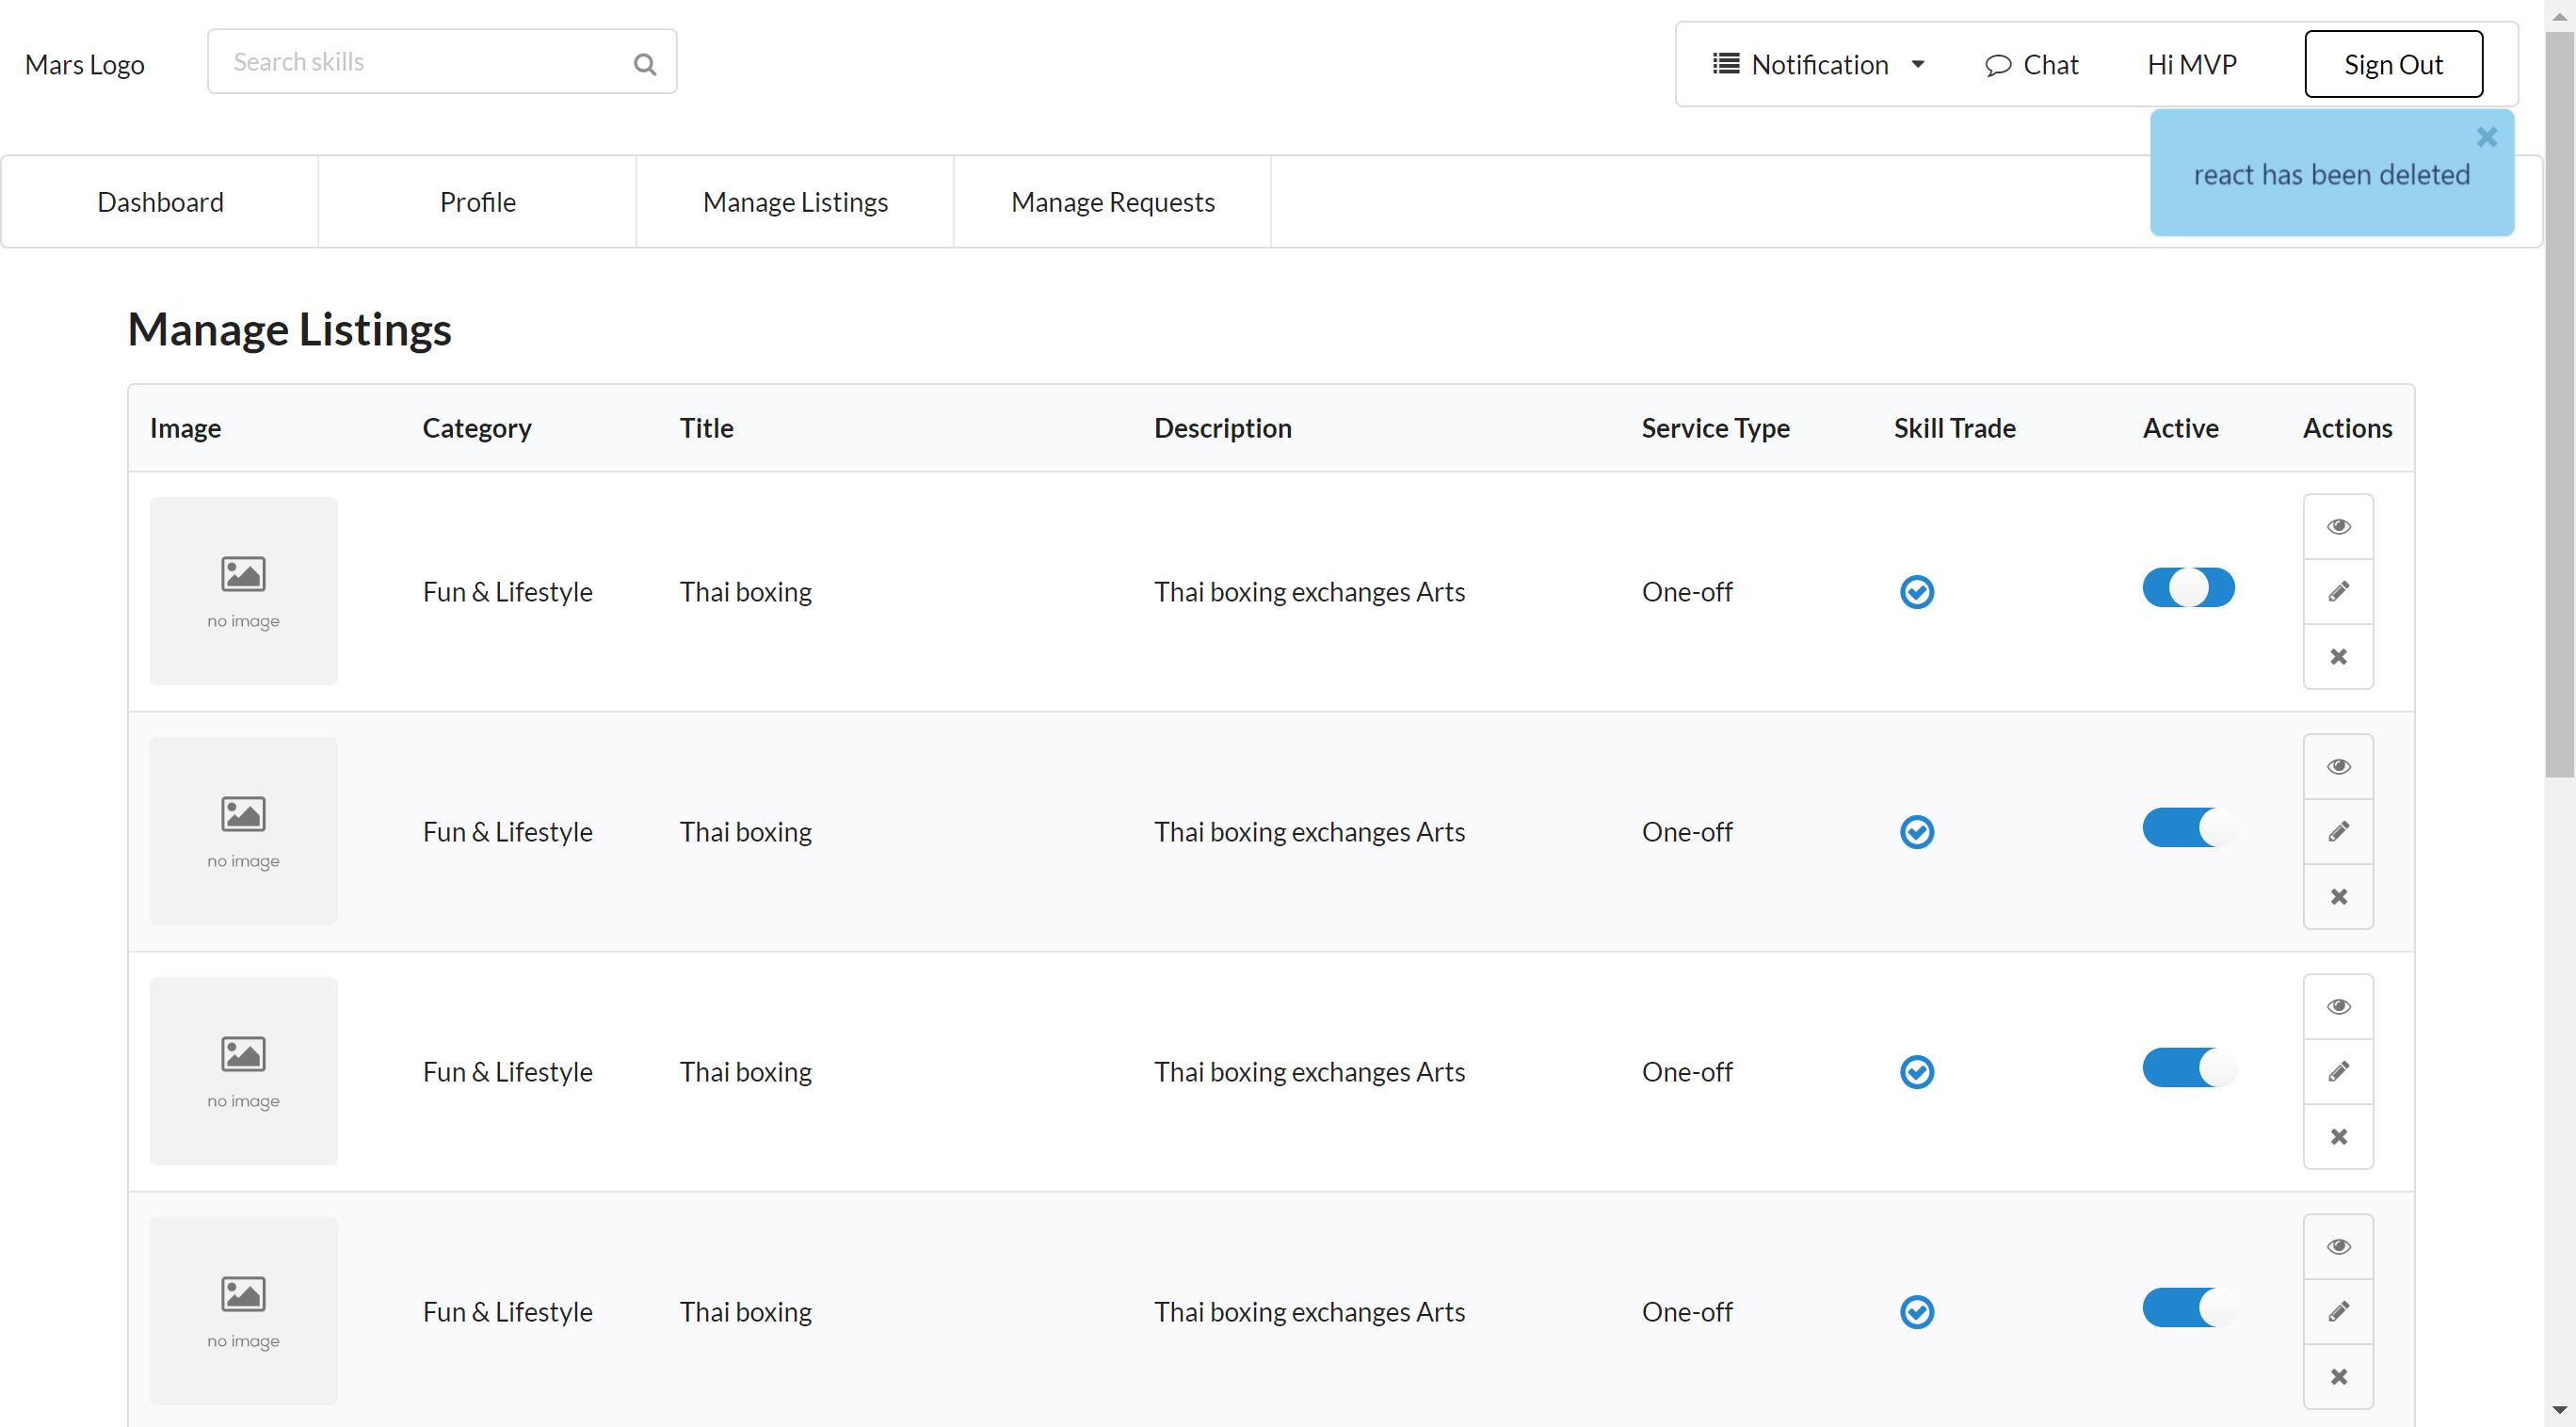 Mars Logo
Search skills
Notification
Chat
Hi MVP
Sign Out
react has been deleted
Dashboard
Profile
Manage Listings
Manage Requests
Manage Listings
Image Category Title Description Service Type Skill Trade Active Actions
no image
Fun & Lifestyle Thai boxing Thai boxing exchanges Arts One-off
no image
Fun & Lifestyle Thai boxing Thai boxing exchanges Arts One-off
no image
Fun & Lifestyle Thai boxing Thai boxing exchanges Arts One-off
no image
Fun & Lifestyle Thai boxing Thai boxing exchanges Arts One-off